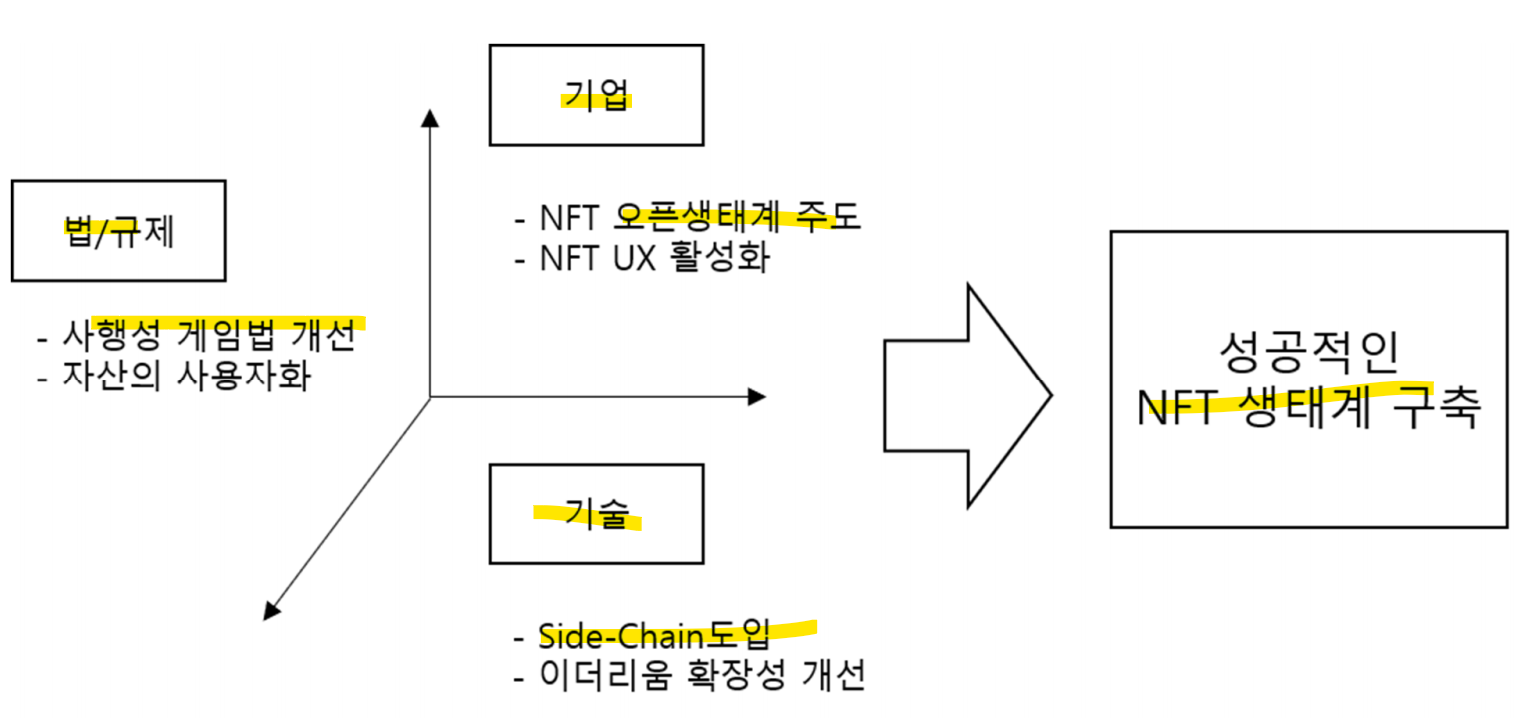 기업
- NFT 오픈생태계 주도
- NFT UX 활성화
법/규제
- 사행성 게임법 개선
- 자산의 사용자화
기술
- Side-Chain도입
- 이더리움 확장성 개선
성공적인
NFT 생태계 구축